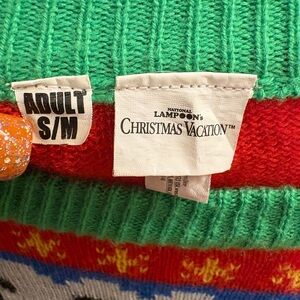 ADULT
S/M
NATIONAL
LAMPOON's
CHRISTMAS VACATION™